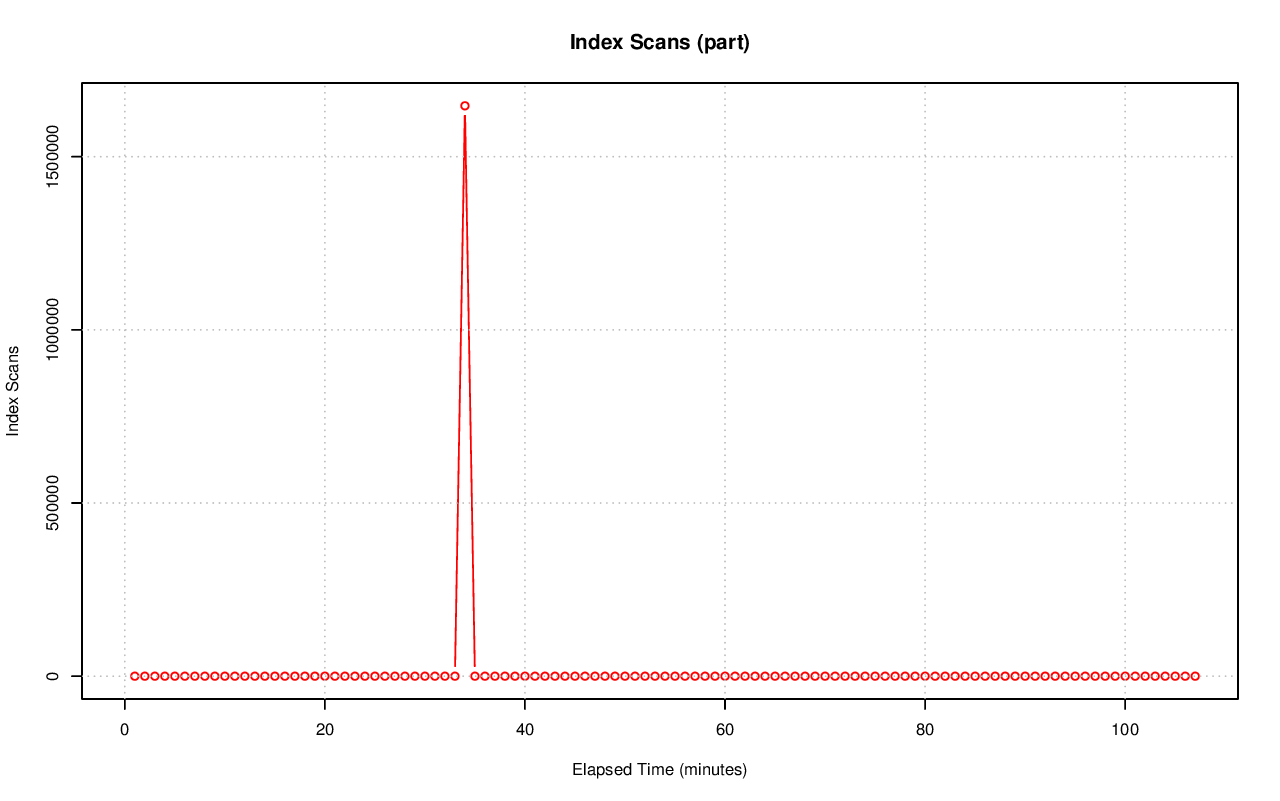 Index Scans (part)
Index Scans
1500000
1000000
500000
0
0 20 40 60 80 100
Elapsed Time (minutes)